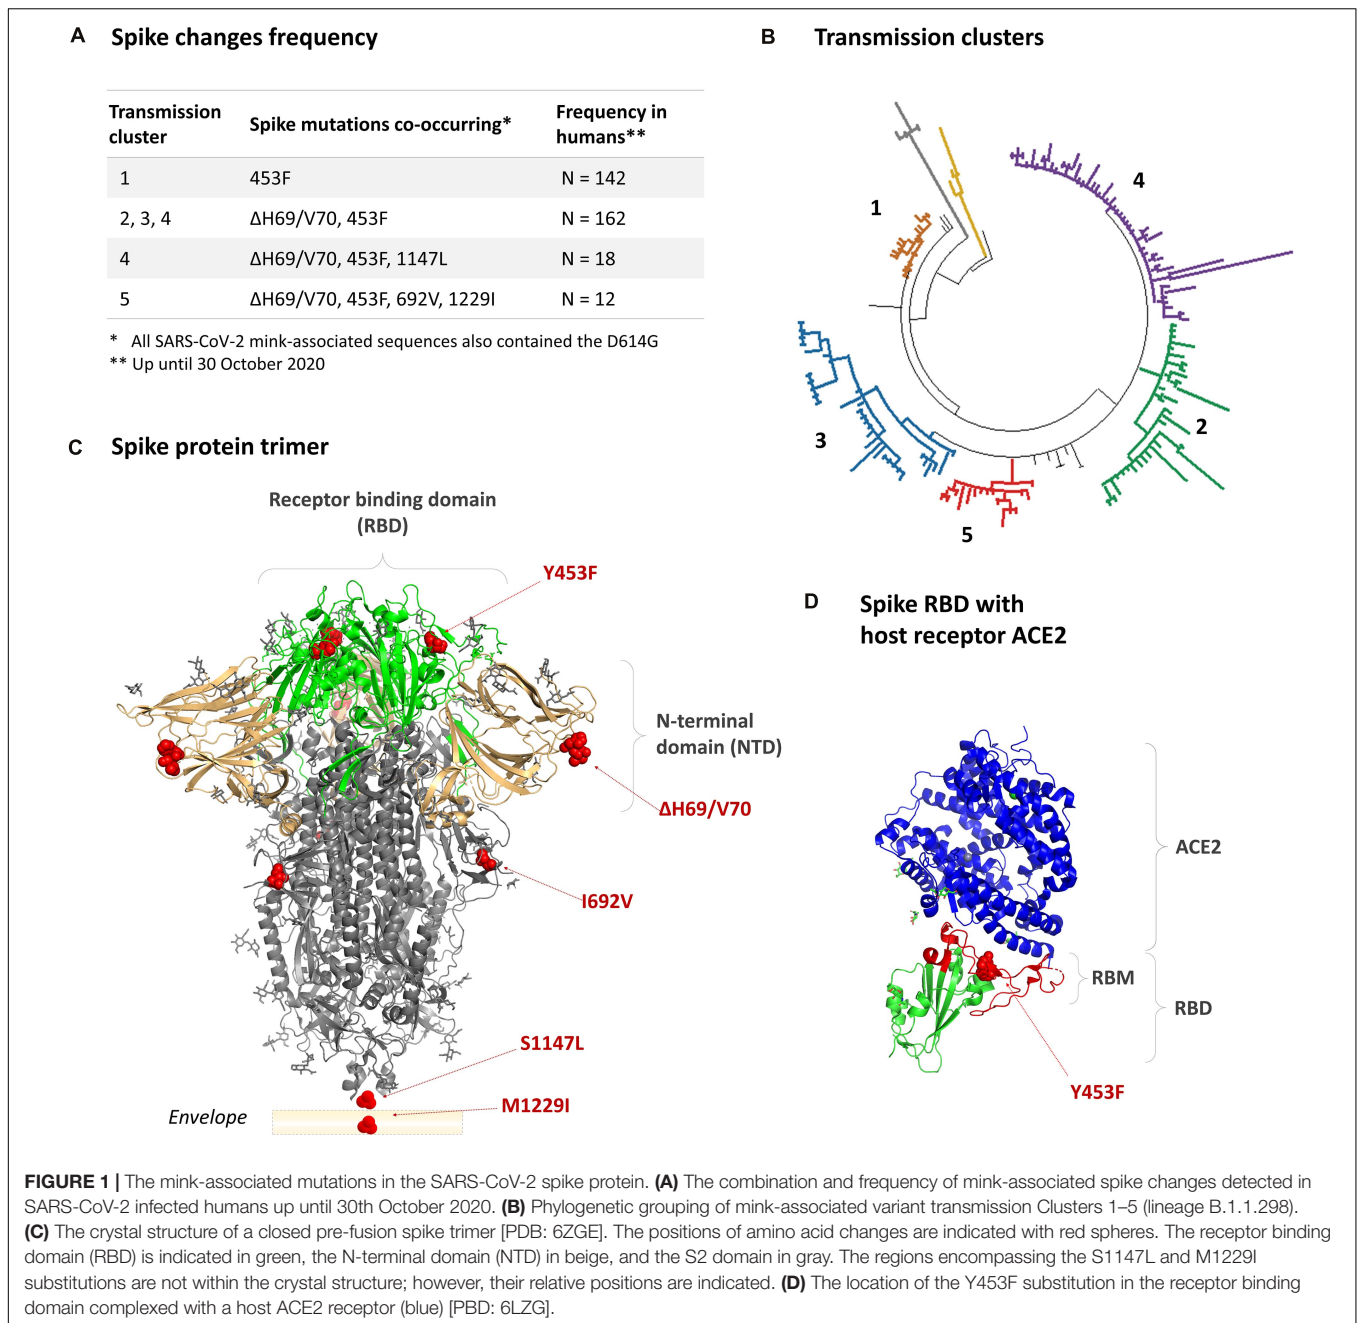 A Spike changes frequency
Transmission cluster
Spike mutations co-occurring*
Frequency in humans**
1 453F N = 142
2, 3, 4 ΔH69/V70, 453F N = 162
4 ΔH69/V70, 453F, 1147L N = 18
5 ΔH69/V70, 453F, 692V, 1229I N = 12
* All SARS-CoV-2 mink-associated sequences also contained the D614G
** Up until 30 October 2020
B Transmission clusters
1
4
3
2
5
C Spike protein trimer
Receptor binding domain
(RBD)
Y453F
N-terminal
domain (NTD)
ΔH69/V70
I692V
S1147L
M1229I
Envelope
D Spike RBD with
host receptor ACE2
ACE2
RBM
RBD
Y453F
FIGURE 1 | The mink-associated mutations in the SARS-CoV-2 spike protein. (A) The combination and frequency of mink-associated spike changes detected in
SARS-CoV-2 infected humans up until 30th October 2020. (B) Phylogenetic grouping of mink-associated variant transmission Clusters 1–5 (lineage B.1.1.298).
(C) The crystal structure of a closed pre-fusion spike trimer [PDB: 6ZGE]. The positions of amino acid changes are indicated with red spheres. The receptor binding
domain (RBD) is indicated in green, the N-terminal domain (NTD) in beige, and the S2 domain in gray. The regions encompassing the S1147L and M1229I
substitutions are not within the crystal structure; however, their relative positions are indicated. (D) The location of the Y453F substitution in the receptor binding
domain complexed with a host ACE2 receptor (blue) [PBD: 6LZG].